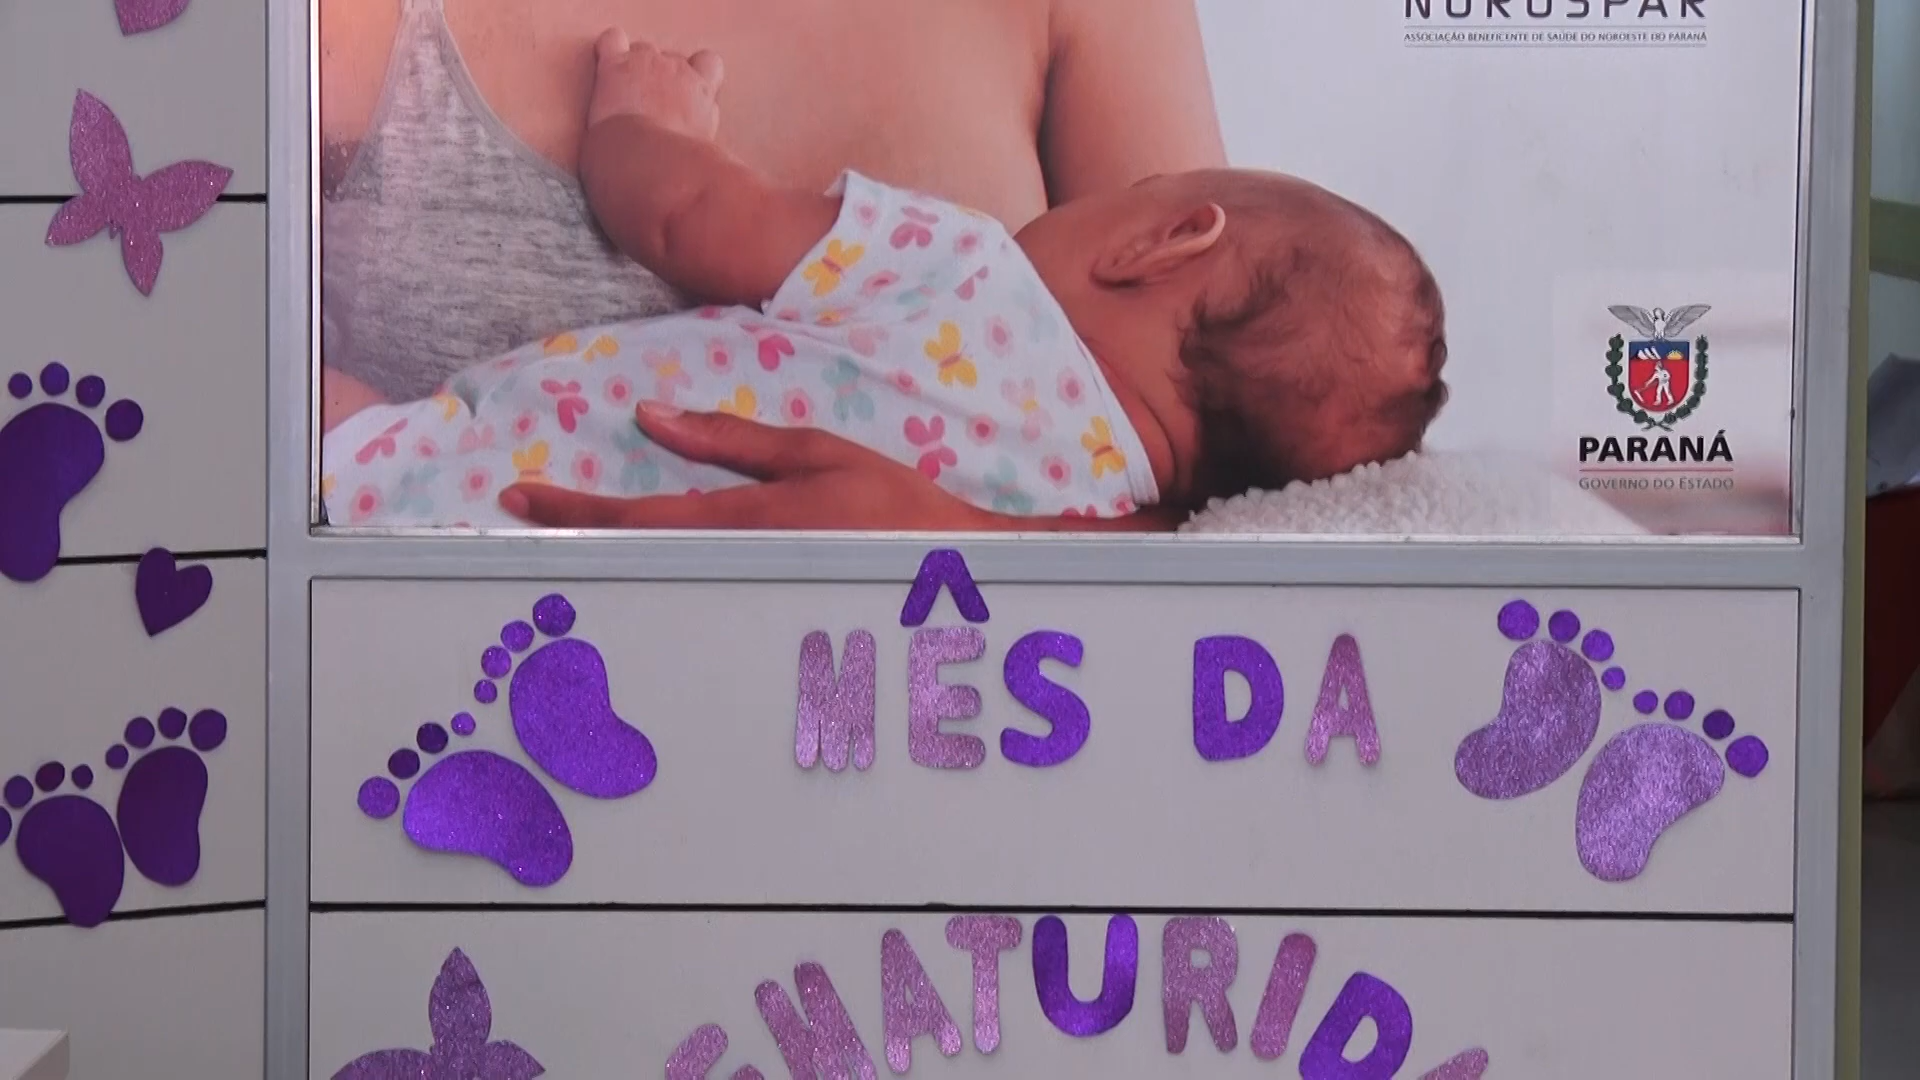 NOROSPAR
ASSOCIAÇÃO BENEFICENTE DE SAÚDE DO NOROESTE DO PARANÁ
PARANÁ
GOVERNO DO ESTADO
MÊS DA